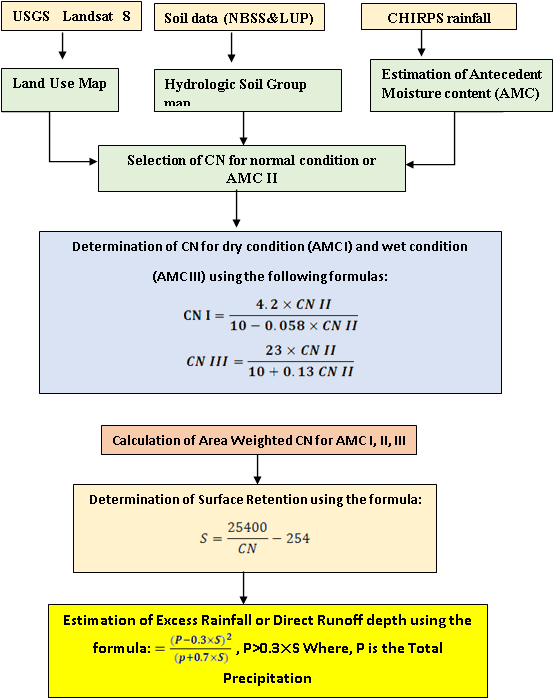 USGS Landsat 8
Soil data (NBSS&LUP)
CHIRPS rainfall
Land Use Map
Hydrologic Soil Group
map
Estimation of Antecedent
Moisture content (AMC)
Selection of CN for normal condition or
AMC II
Determination of CN for dry condition (AMC I) and wet condition
(AMC III) using the following formulas:
CN I = \frac{4.2 × CN II}{10 − 0.058 × CN II}
CN III = \frac{23 × CN II}{10 + 0.13 CN II}
Calculation of Area Weighted CN for AMC I, II, III
Determination of Surface Retention using the formula:
S = \frac{25400}{CN} − 254
Estimation of Excess Rainfall or Direct Runoff depth using the
formula: = \frac{(P−0.3×S)^2}{(p+0.7×S)} , P>0.3×S Where, P is the Total
Precipitation